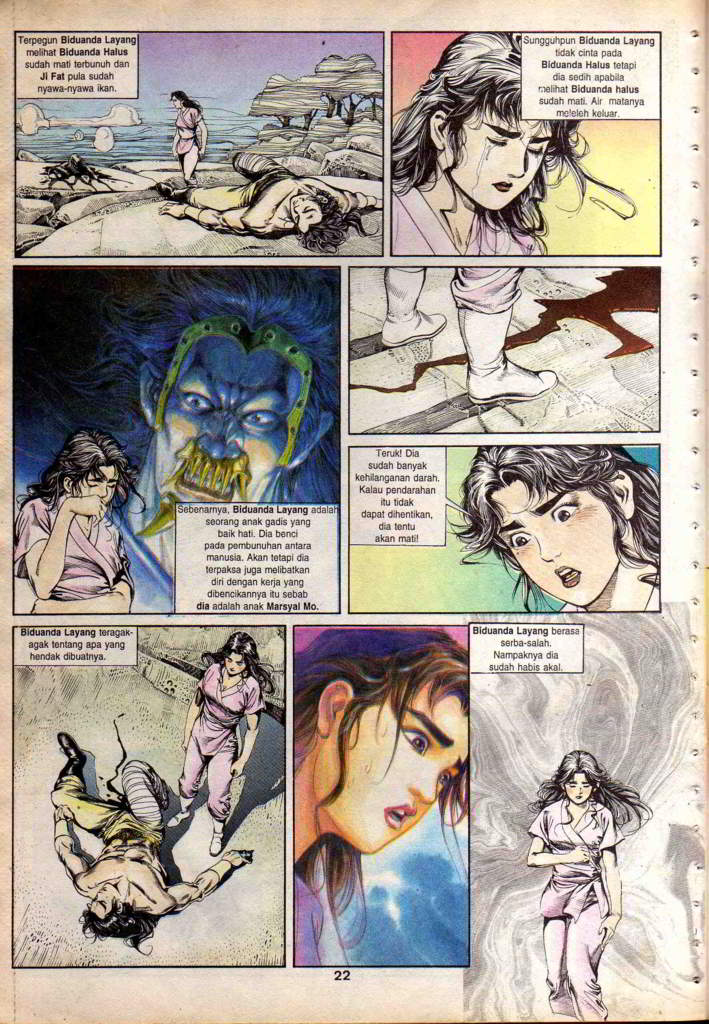 Terpegun Biduanda Layang
melihat Biduanda Halus
sudah mati terbunuh dan
Ji Fat pula sudah
nyawa-nyawa ikan.
Sungguhpun Biduanda Layang
tidak cinta pada
Biduanda Halus tetapi
dia sedih apabila
melihat Biduanda halus
sudah mati. Air matanya
meleleh keluar.
Sebenarnya, Biduanda Layang adalah
seorang anak gadis yang
baik hati. Dia benci
pada pembunuhan antara
manusia. Akan tetapi dia
terpaksa juga melibatkan
diri dengan kerja yang
dibencikannya itu sebab
dia adalah anak Marsyal Mo.
Teruk! Dia
sudah banyak
kehilanganan darah.
Kalau pendarahan
itu tidak
dapat dihentikan,
dia tentu
akan mati!
Biduanda Layang teragak-
agak tentang apa yang
hendak dibuatnya.
Biduanda Layang berasa
serba-salah.
Nampaknya dia
sudah habis akal.
22